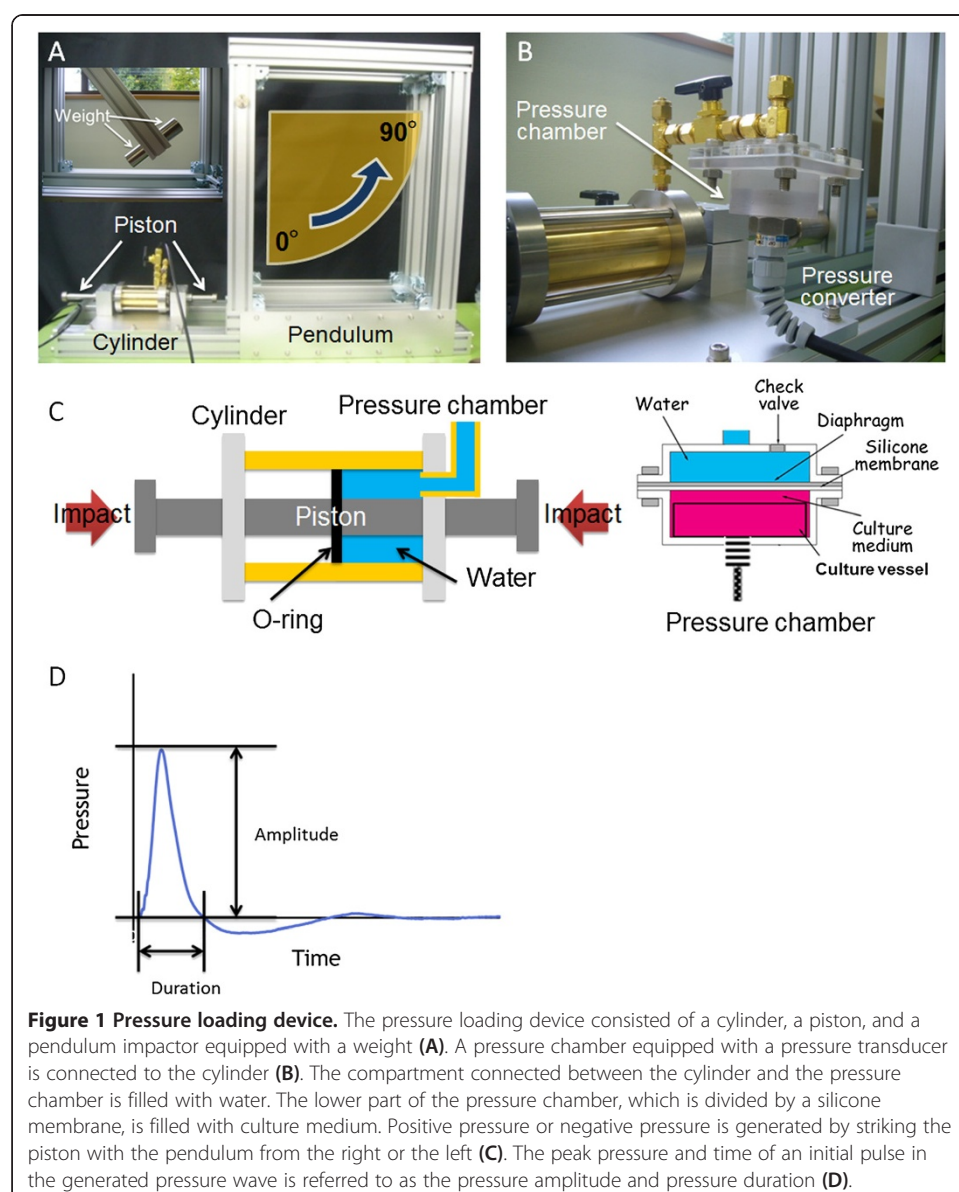 A
Weight
Piston
Cylinder
0°
90°
Pendulum
B
Pressure
chamber
Pressure
converter
C
Cylinder
Pressure chamber
Impact
Piston
Impact
O-ring
Water
Water
Check
valve
Diaphragm
Silicone
membrane
Culture
medium
Culture vessel
Pressure chamber
D
Pressure
Amplitude
Time
Duration
Figure 1 Pressure loading device. The pressure loading device consisted of a cylinder, a piston, and a
pendulum impactor equipped with a weight (A). A pressure chamber equipped with a pressure transducer
is connected to the cylinder (B). The compartment connected between the cylinder and the pressure
chamber is filled with water. The lower part of the pressure chamber, which is divided by a silicone
membrane, is filled with culture medium. Positive pressure or negative pressure is generated by striking the
piston with the pendulum from the right or the left (C). The peak pressure and time of an initial pulse in
the generated pressure wave is referred to as the pressure amplitude and pressure duration (D).